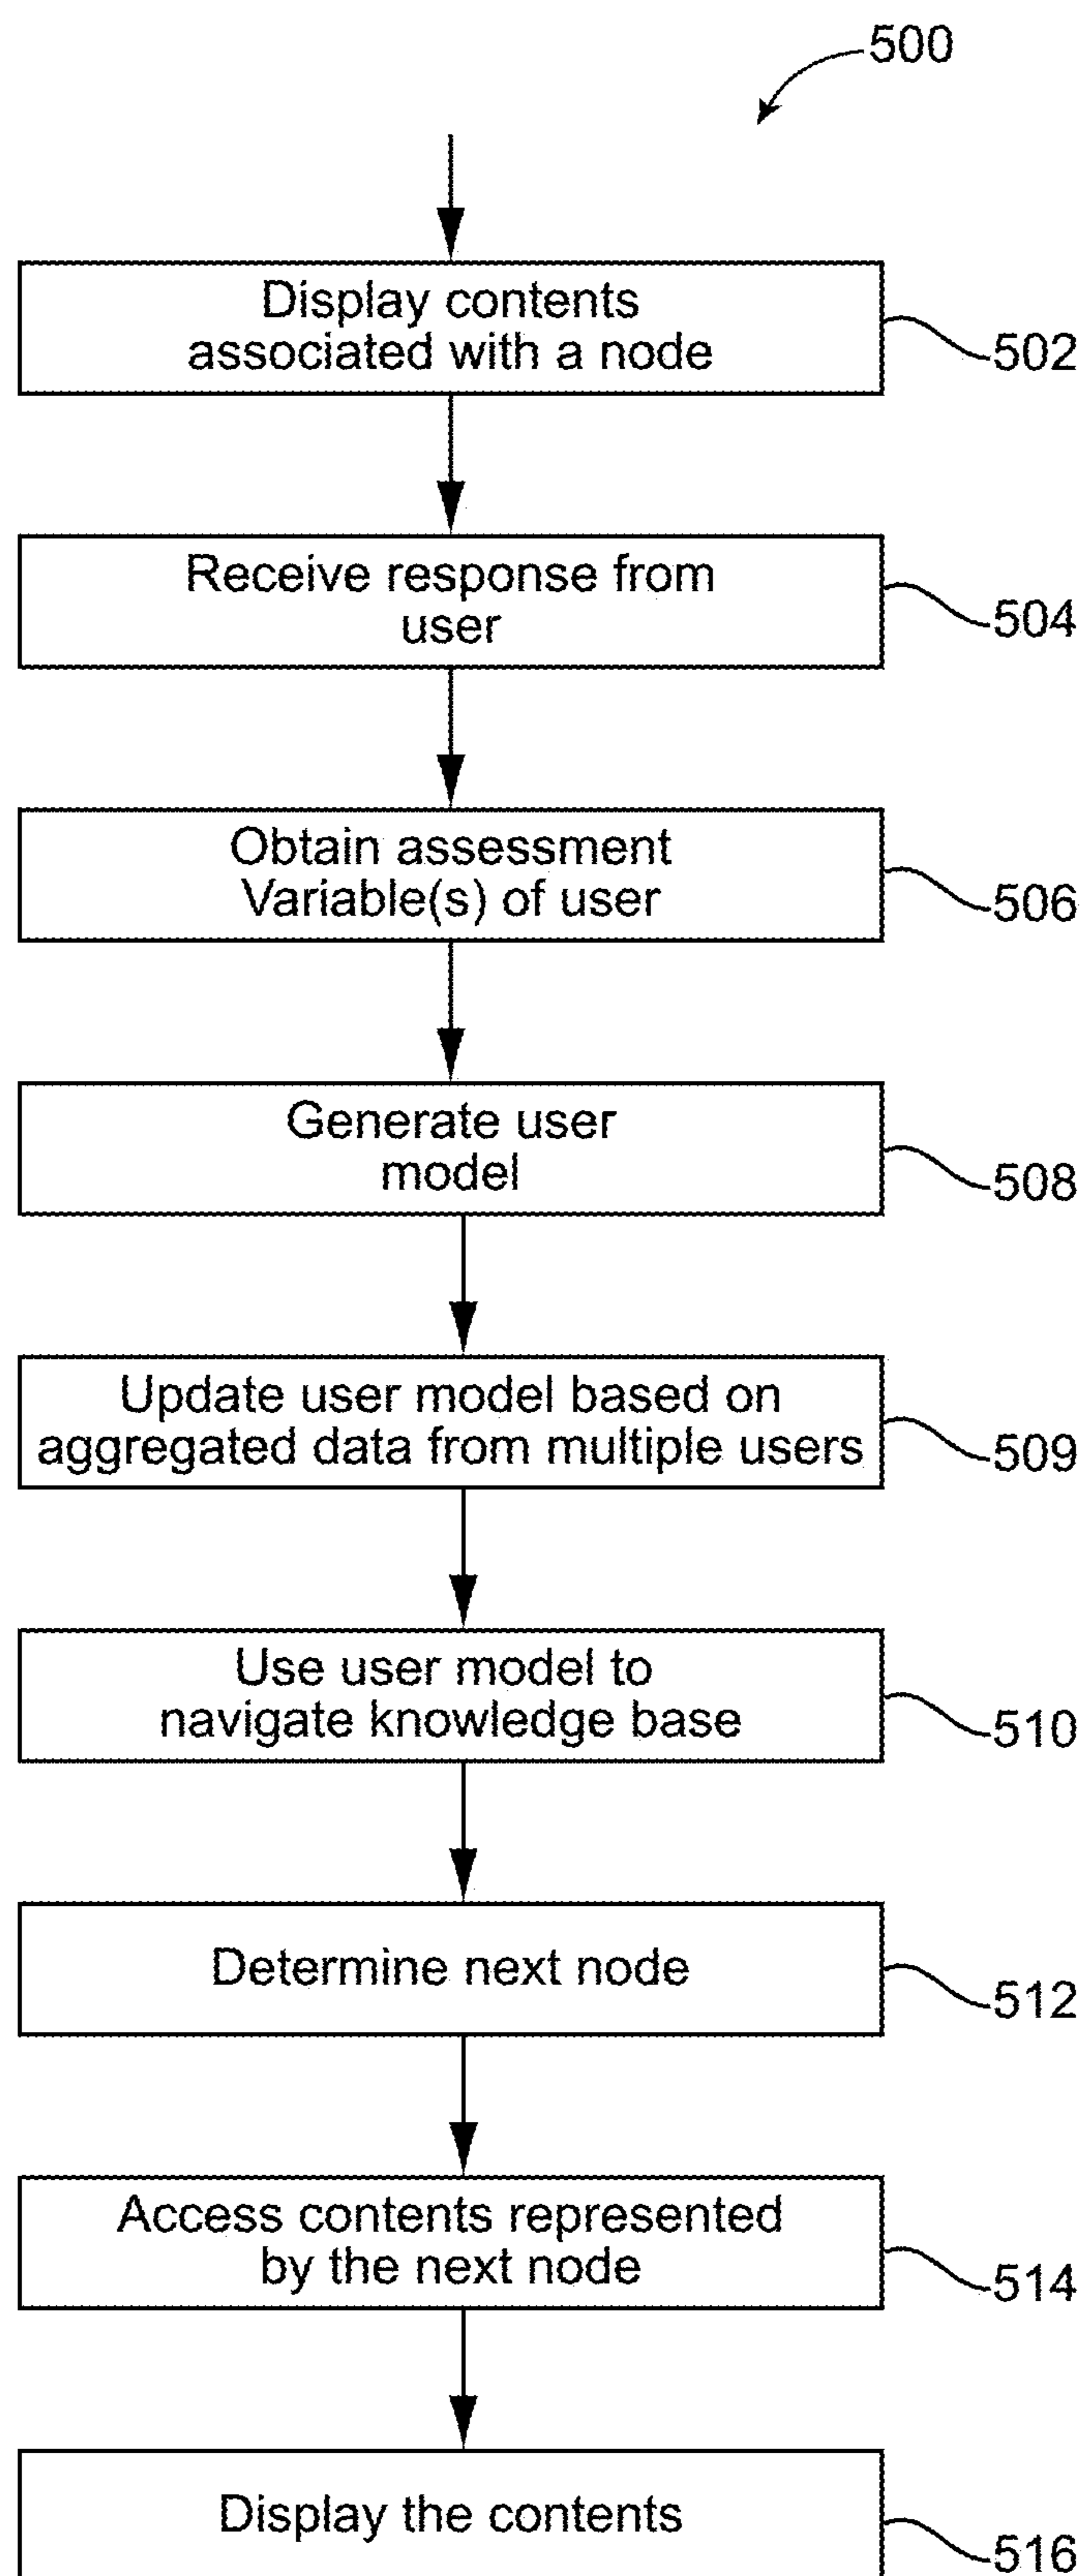 500
Display contents
associated with a node
502
Receive response from
user
504
Obtain assessment
Variable(s) of user
506
Generate user
model
508
Update user model based on
aggregated data from multiple users
509
Use user model to
navigate knowledge base
510
Determine next node
512
Access contents represented
by the next node
514
Display the contents
516